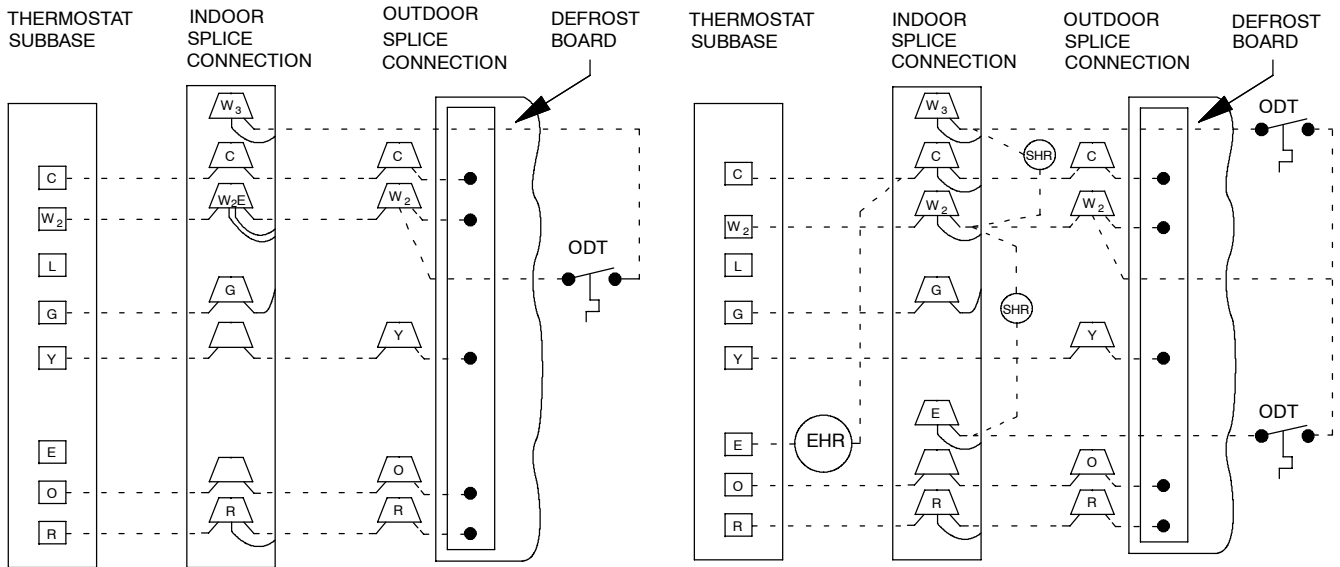 THERMOSTAT
SUBBASE
INDOOR
SPLICE
CONNECTION
OUTDOOR
SPLICE
CONNECTION
DEFROST
BOARD
W3
C
C
C
W2
W2E
W2
L
ODT
G
G
Y
Y
E
O
O
R
R
R
THERMOSTAT
SUBBASE
INDOOR
SPLICE
CONNECTION
OUTDOOR
SPLICE
CONNECTION
DEFROST
BOARD
W3
ODT
SHR
C
C
C
W2
W2
W2
L
G
G
SHR
Y
Y
E
ODT
E
EHR
O
O
R
R
R